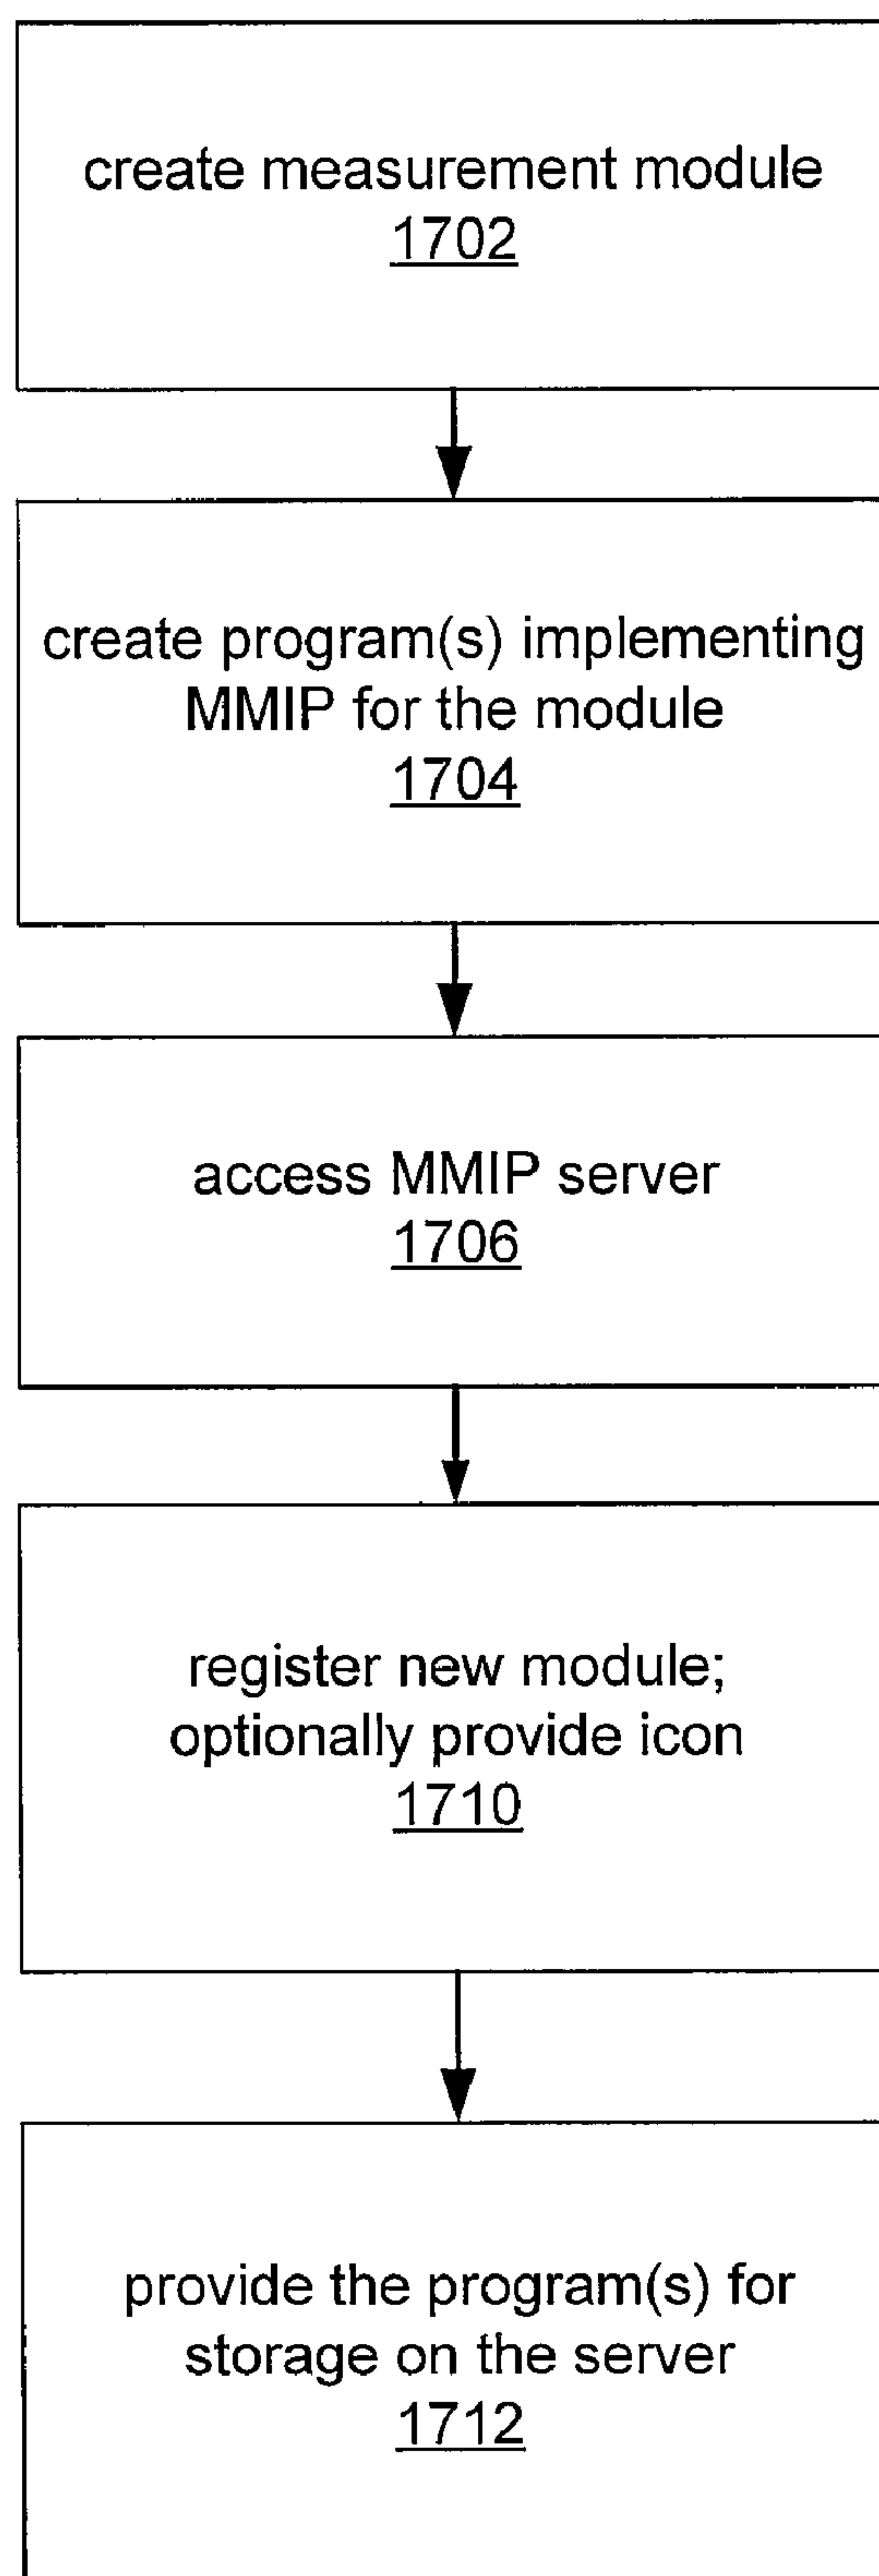 create measurement module
1702
create program(s) implementing
MMIP for the module
1704
access MMIP server
1706
register new module;
optionally provide icon
1710
provide the program(s) for
storage on the server
1712